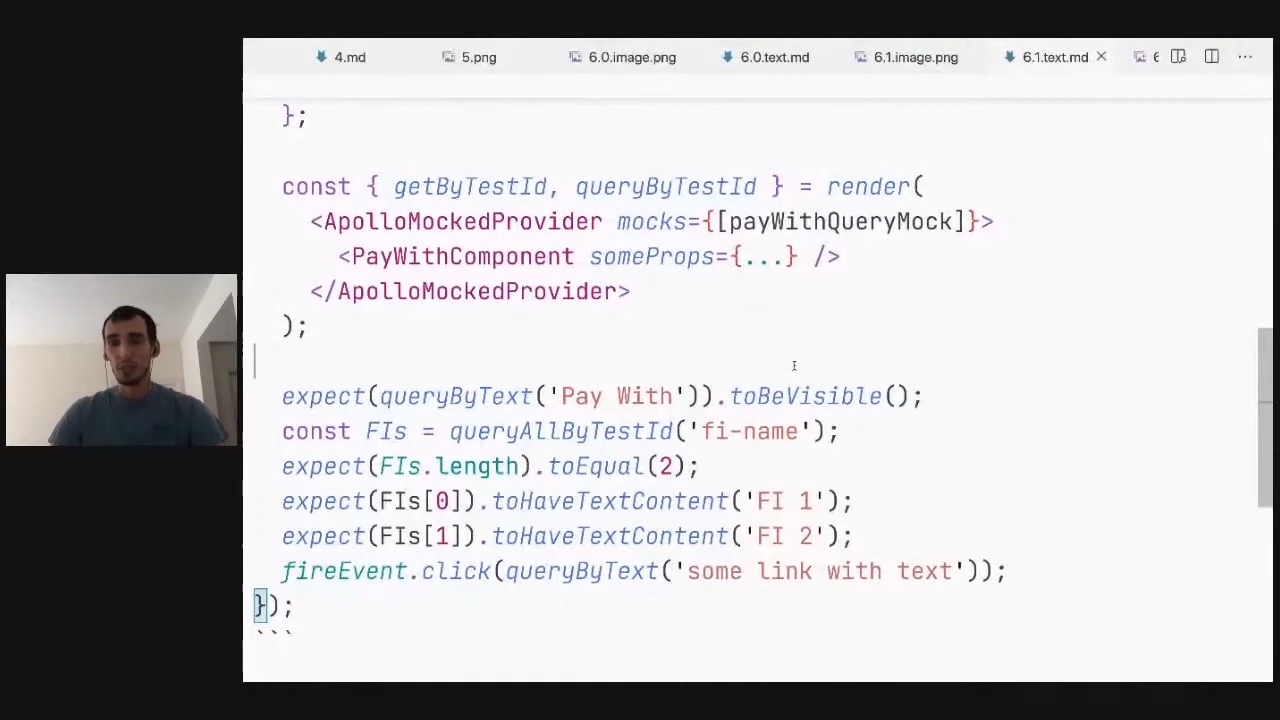 4.md 5.png 6.0.image.png 6.0.text.md 6.1.image.png 6.1.text.md 6
};
const { getByTestId, queryByTestId } = render(
<ApolloMockedProvider mocks={[payWithQueryMock]}>
<PayWithComponent someProps={...} />
</ApolloMockedProvider>
);
expect(queryByText('Pay With')).toBeVisible();
const FIs = queryAllByTestId('fi-name');
expect(FIs.length).toEqual(2);
expect(FIs[0]).toHaveTextContent('FI 1');
expect(FIs[1]).toHaveTextContent('FI 2');
fireEvent.click(queryByText('some link with text'));
});
```